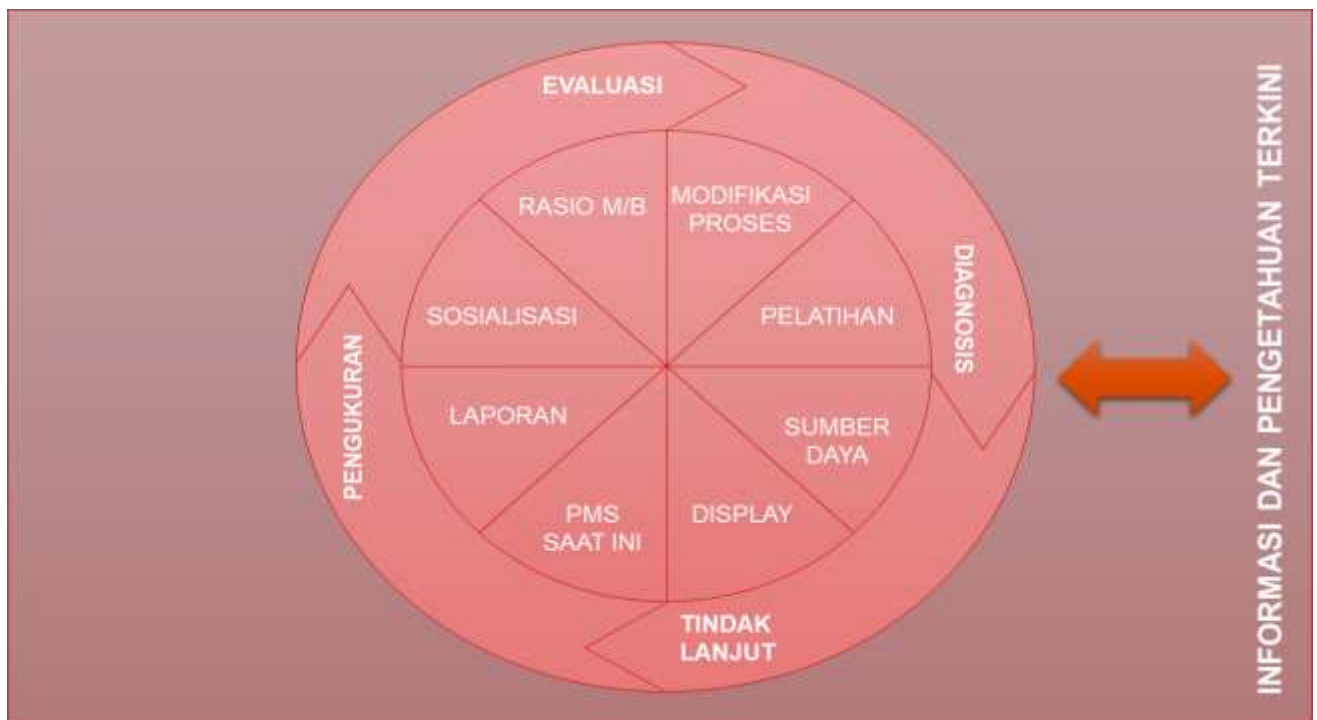 EVALUASI
RASIO M/B
MODIFIKASI
PROSES
SOSIALISASI
PELATIHAN
DIAGNOSIS
PENGUKURAN
LAPORAN
SUMBER
DAYA
PMS
SAAT INI
DISPLAY
TINDAK
LANJUT
INFORMASI DAN PENGETAHUAN TERKINI